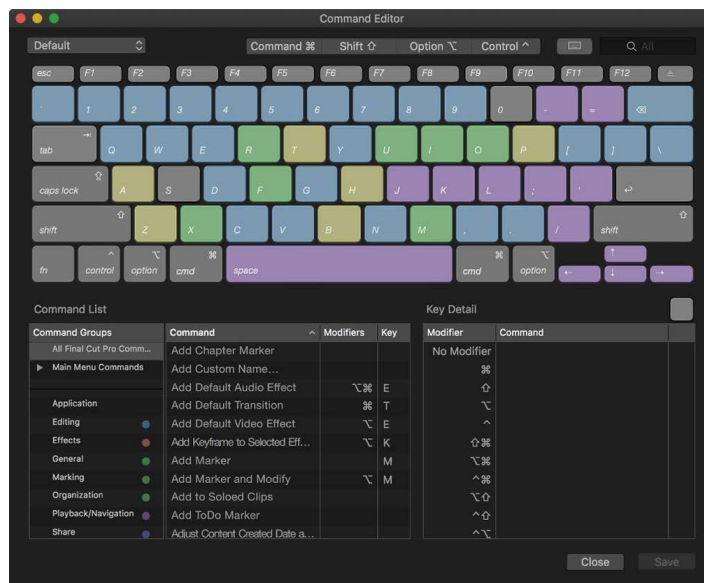 Command Editor
Default Command ⌘ Shift ⇧ Option ⌥ Control ^ All
esc F1 F2 F3 F4 F5 F6 F7 F8 F9 F10 F11 F12
` 1 2 3 4 5 6 7 8 9 0 - = ⌫
tab ⇥ Q W E R T Y U I O P [ ] \
caps lock ⇪ A S D F G H J K L ; ' ↩
shift ⇧ Z X C V B N M , . / shift ⇧
fn control ^ option ⌥ cmd ⌘ space cmd ⌘ option ⌥ ← ↑ ↓ →
Command List Key Detail
Command Groups Command Modifiers Key Modifier Command
All Final Cut Pro Comm... Add Chapter Marker No Modifier
Main Menu Commands Add Custom Name... ⌘
Add Default Audio Effect ⌥⌘ E ⇧
Application Add Default Transition ⌘ T ⌥
Editing Add Default Video Effect ⌥ E ^
Effects Add Keyframe to Selected Eff... ⌥ K ⇧⌘
General Add Marker M ⌥⌘
Marking Add Marker and Modify ⌥ M ^⌘
Organization Add to Soloed Clips ⌥⇧
Playback/Navigation Add ToDo Marker ^⇧
Share Adjust Content Created Date a... ^⌥
Close Save